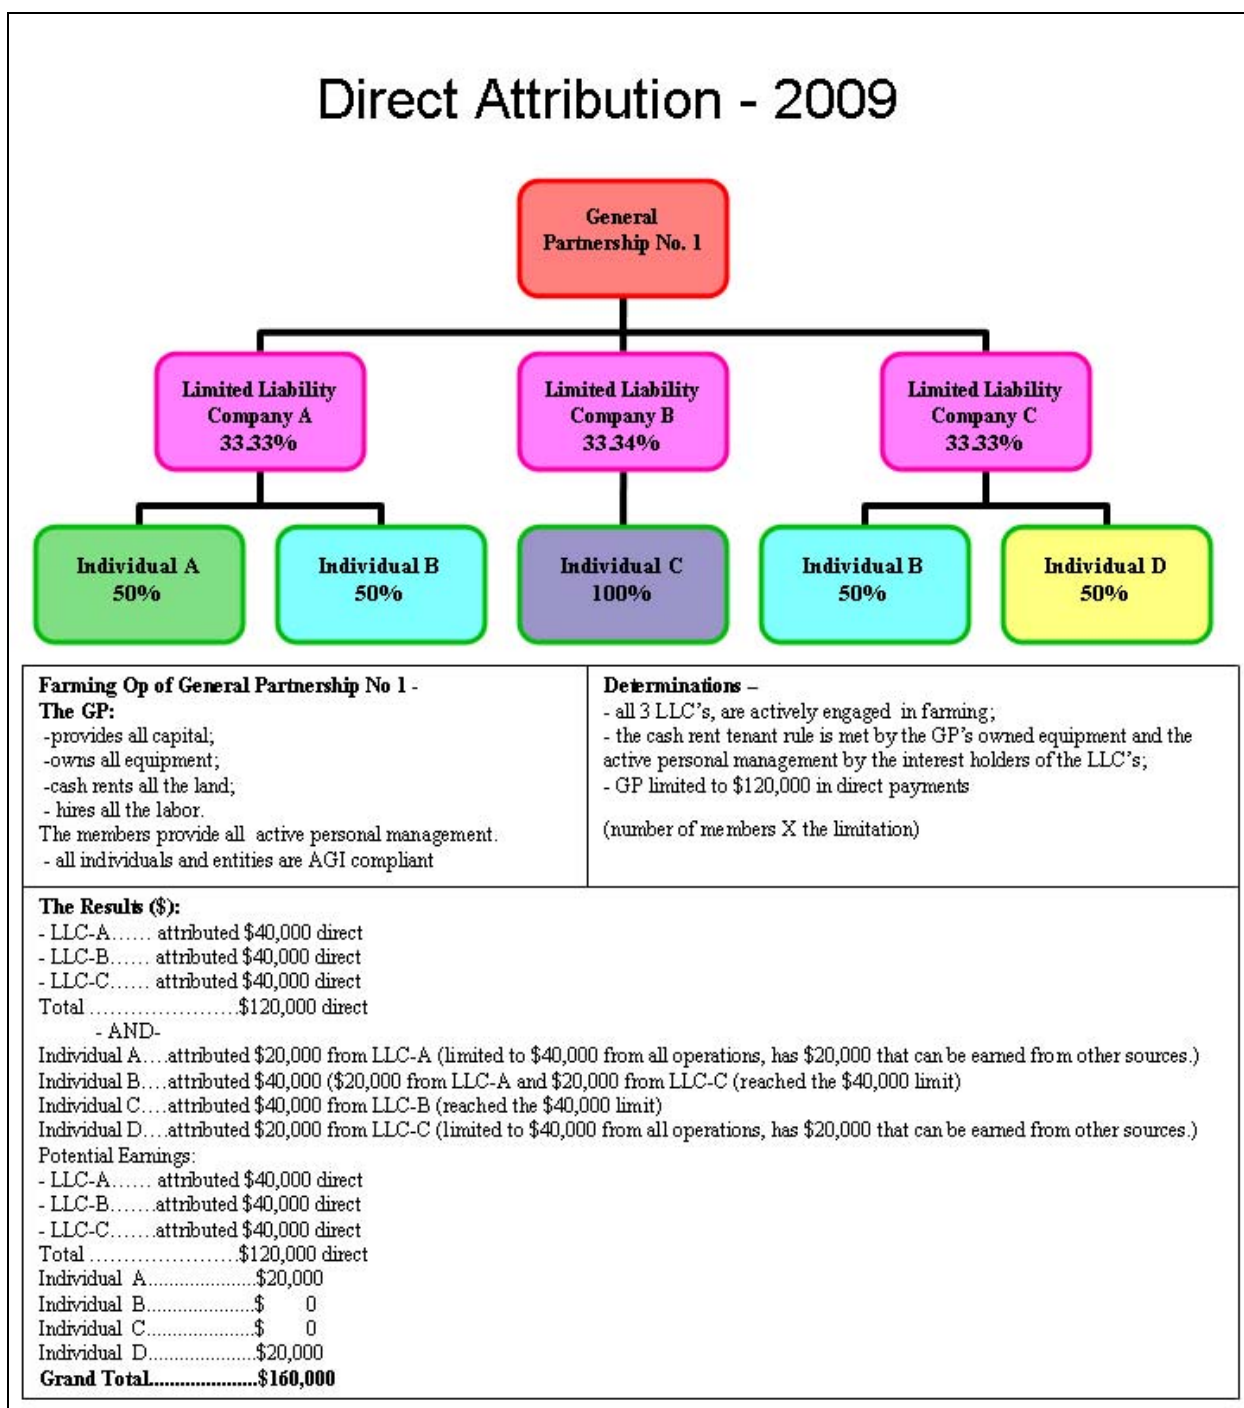 Direct Attribution - 2009
General
Partnership No. 1
Limited Liability
Company A
33.33%
Limited Liability
Company B
33.34%
Limited Liability
Company C
33.33%
Individual A
50%
Individual B
50%
Individual C
100%
Individual B
50%
Individual D
50%
Farming Op of General Partnership No 1 -
The GP:
-provides all capital;
-owns all equipment;
-cash rents all the land;
- hires all the labor.
The members provide all active personal management.
- all individuals and entities are AGI compliant
Determinations –
- all 3 LLC's, are actively engaged in farming;
- the cash rent tenant rule is met by the GP's owned equipment and the
active personal management by the interest holders of the LLC's;
- GP limited to $120,000 in direct payments
(number of members X the limitation)
The Results ($):
- LLC-A...... attributed $40,000 direct
- LLC-B...... attributed $40,000 direct
- LLC-C...... attributed $40,000 direct
Total ........................$120,000 direct
- AND-
Individual A....attributed $20,000 from LLC-A (limited to $40,000 from all operations, has $20,000 that can be earned from other sources.)
Individual B....attributed $40,000 ($20,000 from LLC-A and $20,000 from LLC-C (reached the $40,000 limit)
Individual C....attributed $40,000 from LLC-B (reached the $40,000 limit)
Individual D....attributed $20,000 from LLC-C (limited to $40,000 from all operations, has $20,000 that can be earned from other sources.)
Potential Earnings:
- LLC-A...... attributed $40,000 direct
- LLC-B.......attributed $40,000 direct
- LLC-C.......attributed $40,000 direct
Total ........................$120,000 direct
Individual A......................$20,000
Individual B......................$ 0
Individual C......................$ 0
Individual D......................$20,000
Grand Total......................$160,000